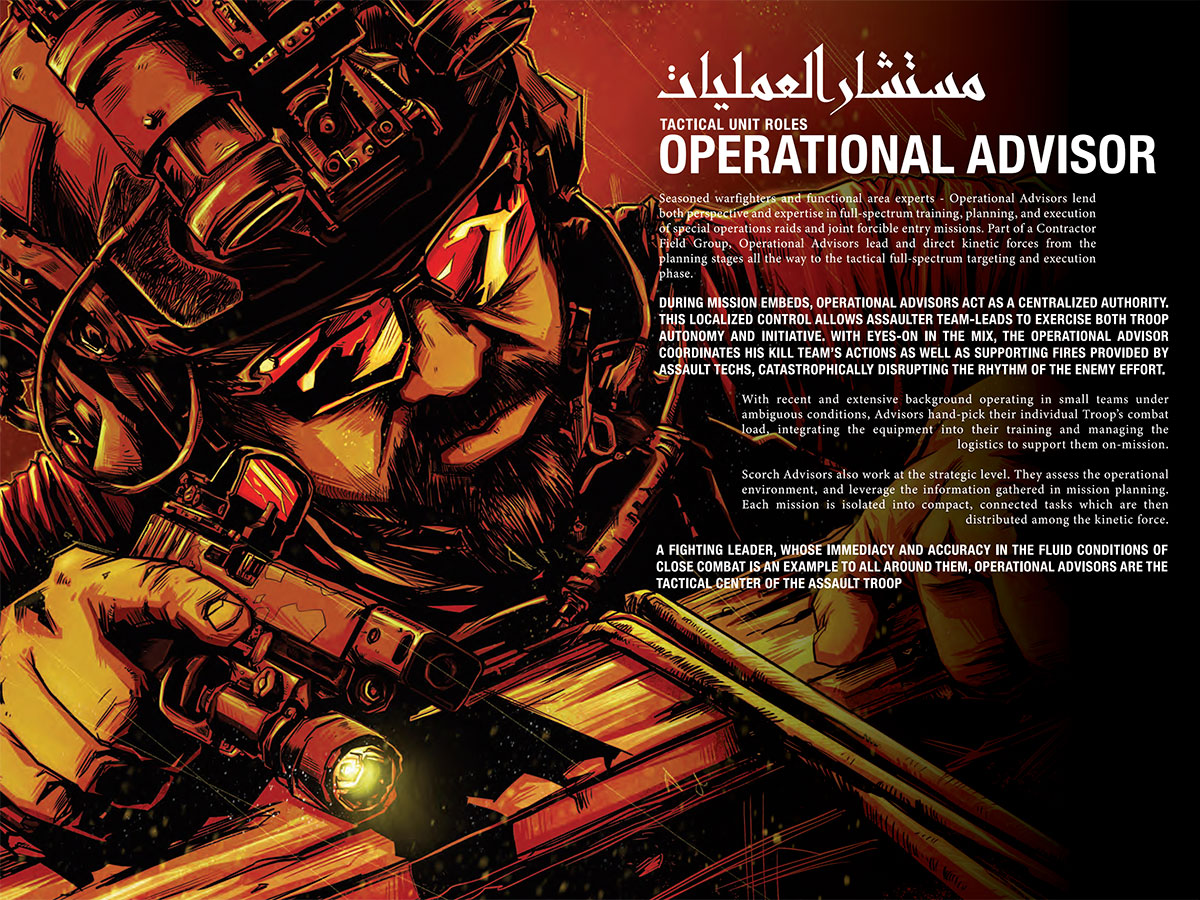 مستشار العمليات
TACTICAL UNIT ROLES
OPERATIONAL ADVISOR
Seasoned warfighters and functional area experts - Operational Advisors lend
both perspective and expertise in full-spectrum training, planning, and execution
of special operations raids and joint forcible entry missions. Part of a Contractor
Field Group, Operational Advisors lead and direct kinetic forces from the
planning stages all the way to the tactical full-spectrum targeting and execution
phase.
DURING MISSION EMBEDS, OPERATIONAL ADVISORS ACT AS A CENTRALIZED AUTHORITY.
THIS LOCALIZED CONTROL ALLOWS ASSAULTER TEAM-LEADS TO EXERCISE BOTH TROOP
AUTONOMY AND INITIATIVE. WITH EYES-ON IN THE MIX, THE OPERATIONAL ADVISOR
COORDINATES HIS KILL TEAM'S ACTIONS AS WELL AS SUPPORTING FIRES PROVIDED BY
ASSAULT TECHS, CATASTROPHICALLY DISRUPTING THE RHYTHM OF THE ENEMY EFFORT.
With recent and extensive background operating in small teams under
ambiguous conditions, Advisors hand-pick their individual Troop's combat
load, integrating the equipment into their training and managing the
logistics to support them on-mission.
Scorch Advisors also work at the strategic level. They assess the operational
environment, and leverage the information gathered in mission planning.
Each mission is isolated into compact, connected tasks which are then
distributed among the kinetic force.
A FIGHTING LEADER, WHOSE IMMEDIACY AND ACCURACY IN THE FLUID CONDITIONS OF
CLOSE COMBAT IS AN EXAMPLE TO ALL AROUND THEM, OPERATIONAL ADVISORS ARE THE
TACTICAL CENTER OF THE ASSAULT TROOP